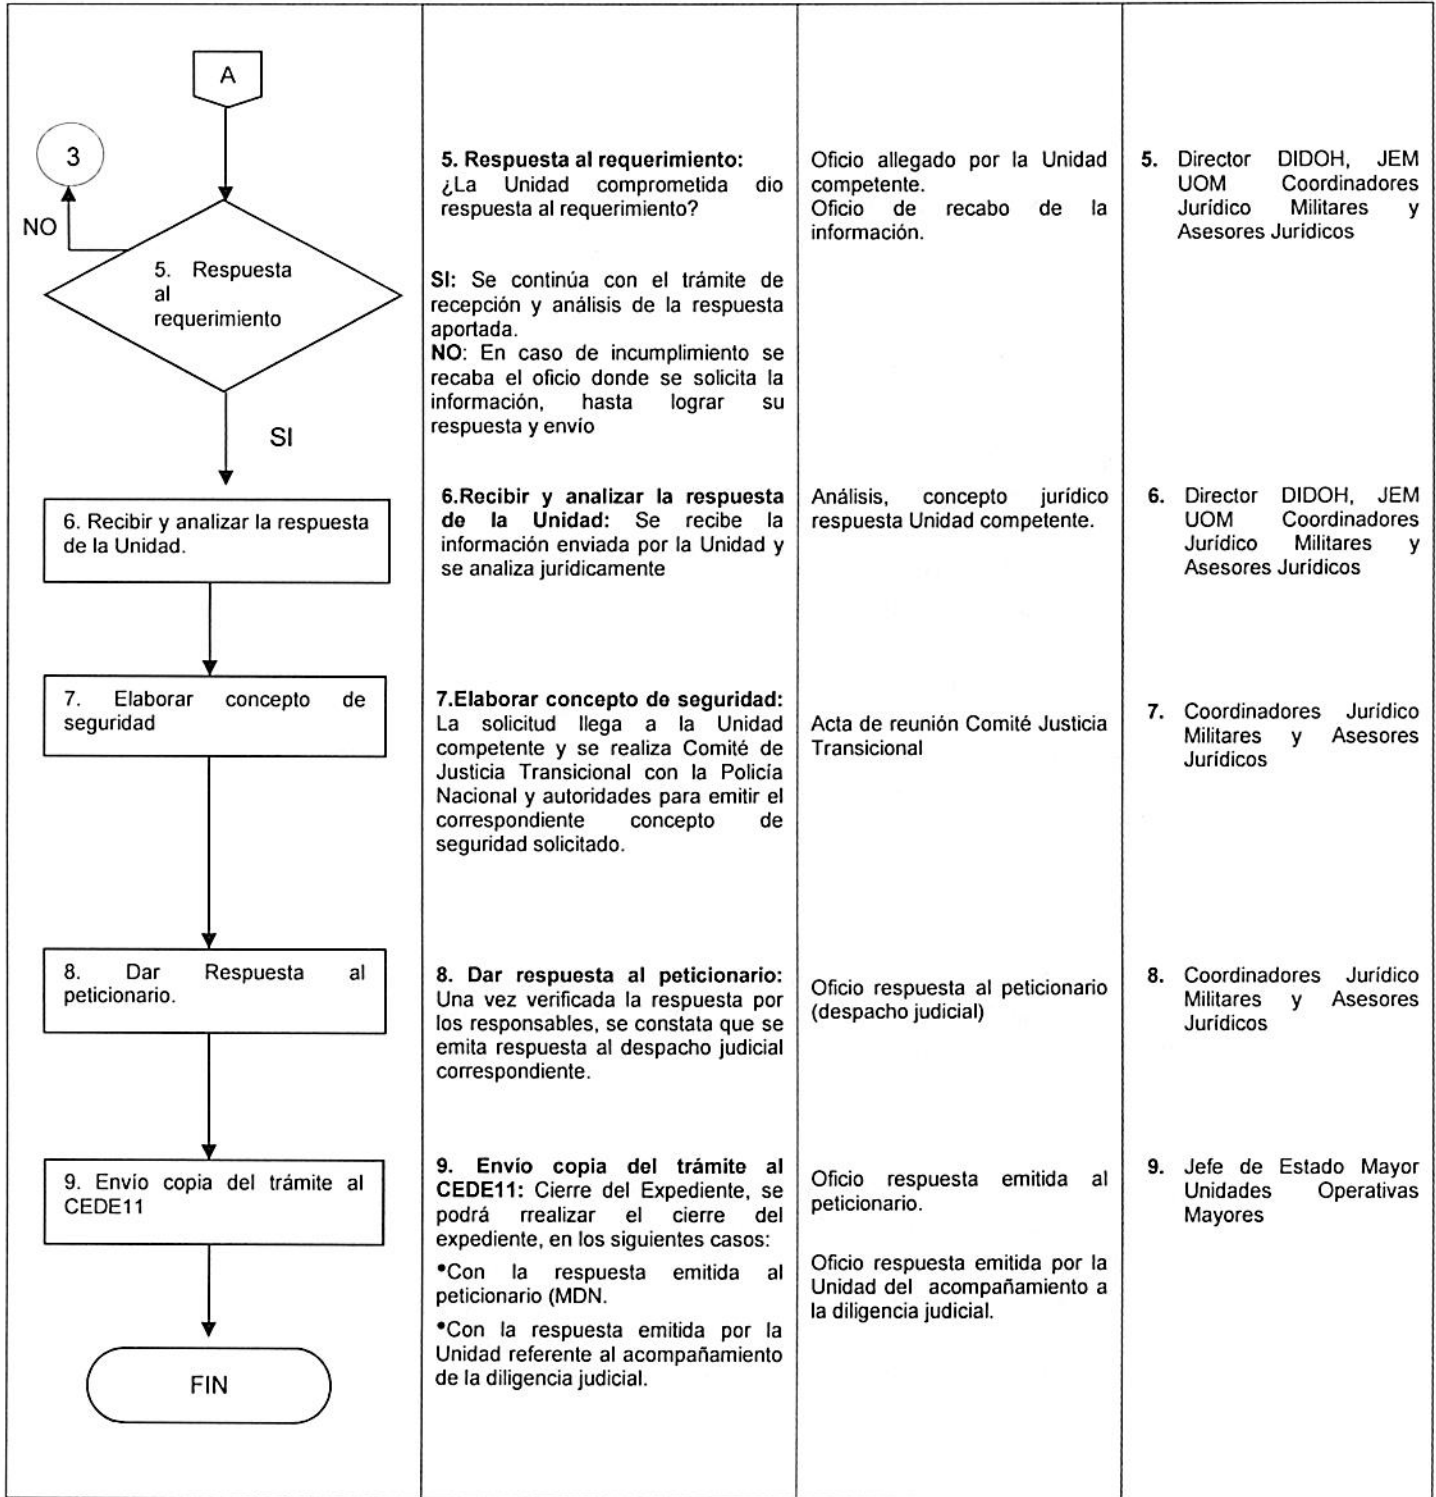 A
3
NO
5. Respuesta
al
requerimiento
SI
6. Recibir y analizar la respuesta
de la Unidad.
7. Elaborar concepto de
seguridad
8. Dar Respuesta al
peticionario.
9. Envío copia del trámite al
CEDE11
FIN
5. Respuesta al requerimiento:
¿La Unidad comprometida dio
respuesta al requerimiento?
SI: Se continúa con el trámite de
recepción y análisis de la respuesta
aportada.
NO: En caso de incumplimiento se
recaba el oficio donde se solicita la
información, hasta lograr su
respuesta y envío
6.Recibir y analizar la respuesta
de la Unidad: Se recibe la
información enviada por la Unidad y
se analiza jurídicamente
7.Elaborar concepto de seguridad:
La solicitud llega a la Unidad
competente y se realiza Comité de
Justicia Transicional con la Policía
Nacional y autoridades para emitir el
correspondiente concepto de
seguridad solicitado.
8. Dar respuesta al peticionario:
Una vez verificada la respuesta por
los responsables, se constata que se
emita respuesta al despacho judicial
correspondiente.
9. Envío copia del trámite al
CEDE11: Cierre del Expediente, se
podrá rrealizar el cierre del
expediente, en los siguientes casos:
•Con la respuesta emitida al
peticionario (MDN.
•Con la respuesta emitida por la
Unidad referente al acompañamiento
de la diligencia judicial.
Oficio allegado por la Unidad
competente.
Oficio de recabo de la
información.
Análisis, concepto jurídico
respuesta Unidad competente.
Acta de reunión Comité Justicia
Transicional
Oficio respuesta al peticionario
(despacho judicial)
Oficio respuesta emitida al
peticionario.
Oficio respuesta emitida por la
Unidad del acompañamiento a
la diligencia judicial.
5. Director DIDOH, JEM
UOM Coordinadores
Jurídico Militares y
Asesores Jurídicos
6. Director DIDOH, JEM
UOM Coordinadores
Jurídico Militares y
Asesores Jurídicos
7. Coordinadores Jurídico
Militares y Asesores
Jurídicos
8. Coordinadores Jurídico
Militares y Asesores
Jurídicos
9. Jefe de Estado Mayor
Unidades Operativas
Mayores